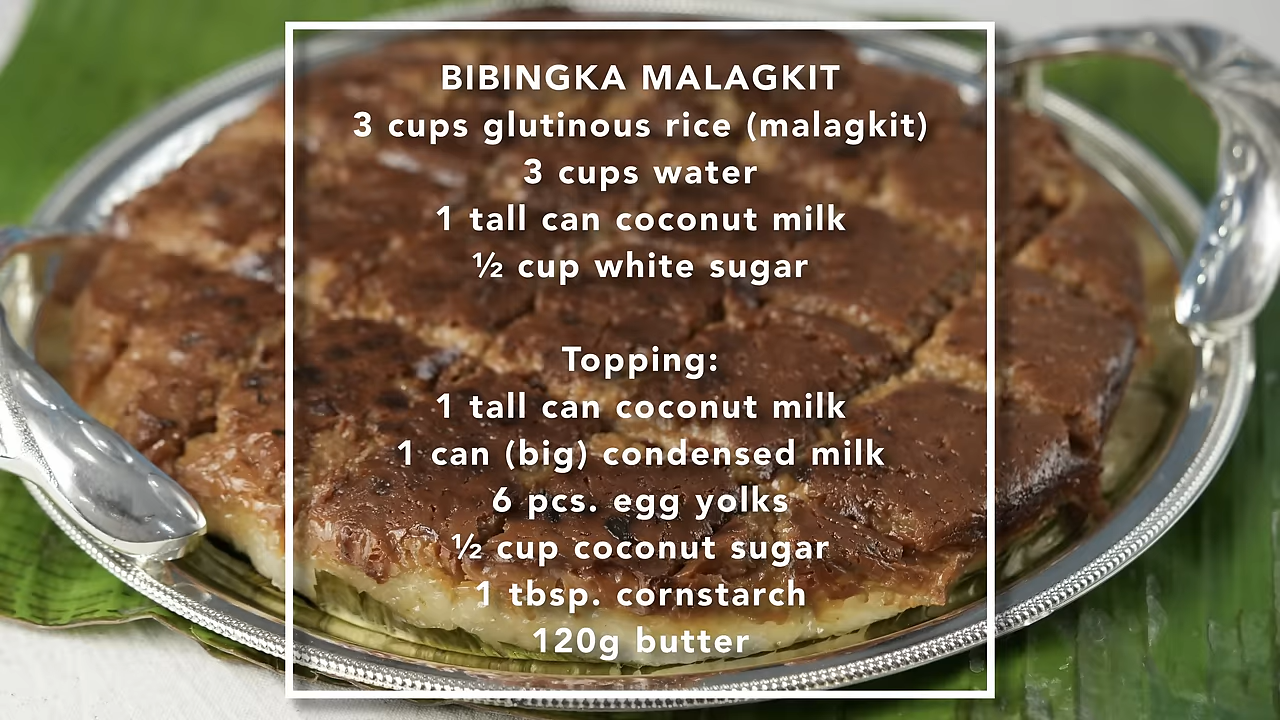 BIBINGKA MALAGKIT
3 cups glutinous rice (malagkit)
3 cups water
1 tall can coconut milk
½ cup white sugar
Topping:
1 tall can coconut milk
1 can (big) condensed milk
6 pcs. egg yolks
½ cup coconut sugar
1 tbsp. cornstarch
120g butter